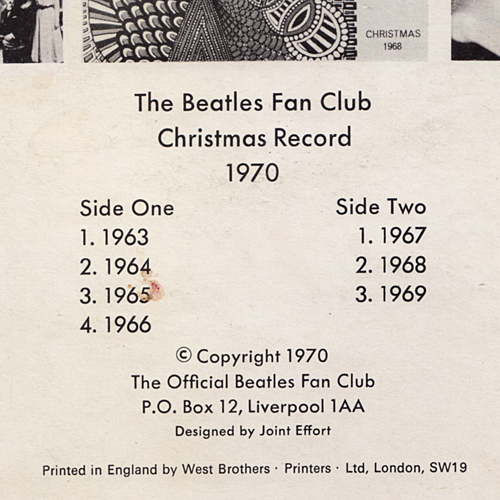 CHRISTMAS
1968
The Beatles Fan Club
Christmas Record
1970
Side One
1. 1963
2. 1964
3. 1965
4. 1966
Side Two
1. 1967
2. 1968
3. 1969
© Copyright 1970
The Official Beatles Fan Club
P.O. Box 12, Liverpool 1AA
Designed by Joint Effort
Printed in England by West Brothers · Printers · Ltd, London, SW19